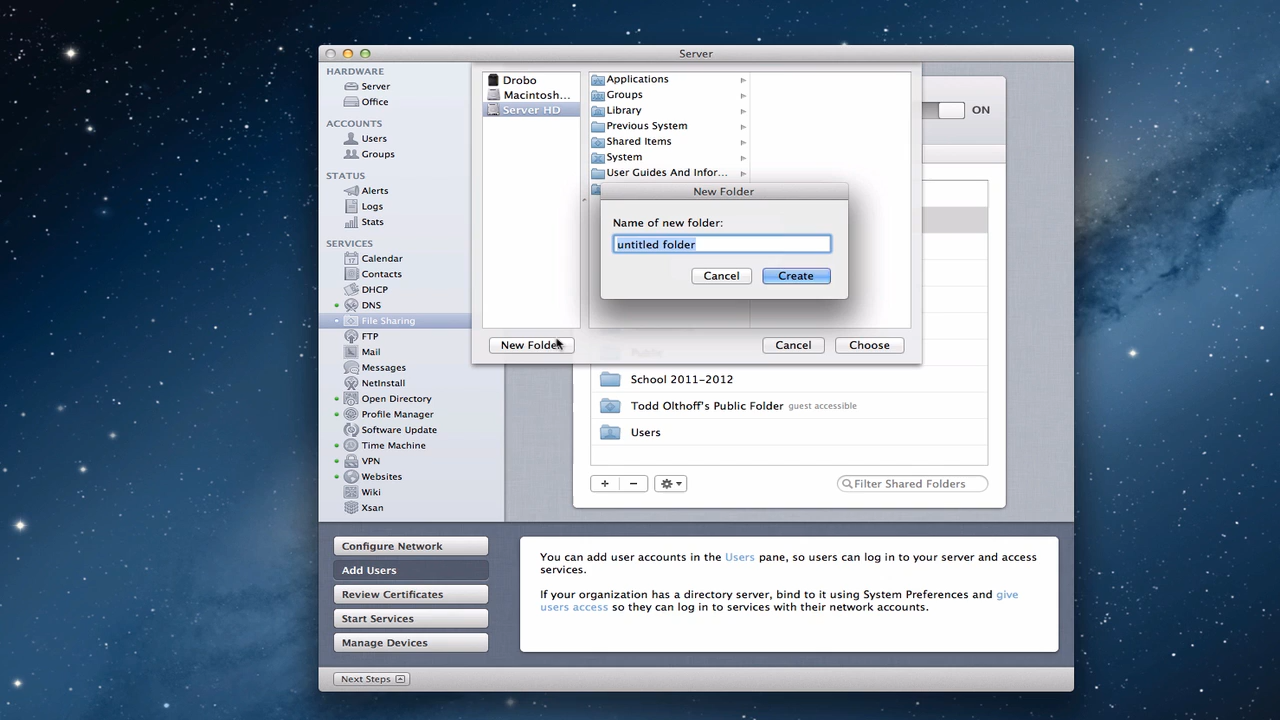 Server
HARDWARE
Server
Office
ACCOUNTS
Users
Groups
STATUS
Alerts
Logs
Stats
SERVICES
Calendar
Contacts
DHCP
DNS
File Sharing
FTP
Mail
Messages
NetInstall
Open Directory
Profile Manager
Software Update
Time Machine
VPN
Websites
Wiki
Xsan
Drobo
Macintosh...
Server HD
Applications
Groups
Library
Previous System
Shared Items
System
User Guides And Infor...
ON
New Folder
Name of new folder:
untitled folder
Cancel
Create
New Folder
Cancel
Choose
School 2011-2012
Todd Olthoff's Public Folder guest accessible
Users
+
−
Filter Shared Folders
Configure Network
Add Users
Review Certificates
Start Services
Manage Devices
You can add user accounts in the Users pane, so users can log in to your server and access
services.
If your organization has a directory server, bind to it using System Preferences and give
users access so they can log in to services with their network accounts.
Next Steps